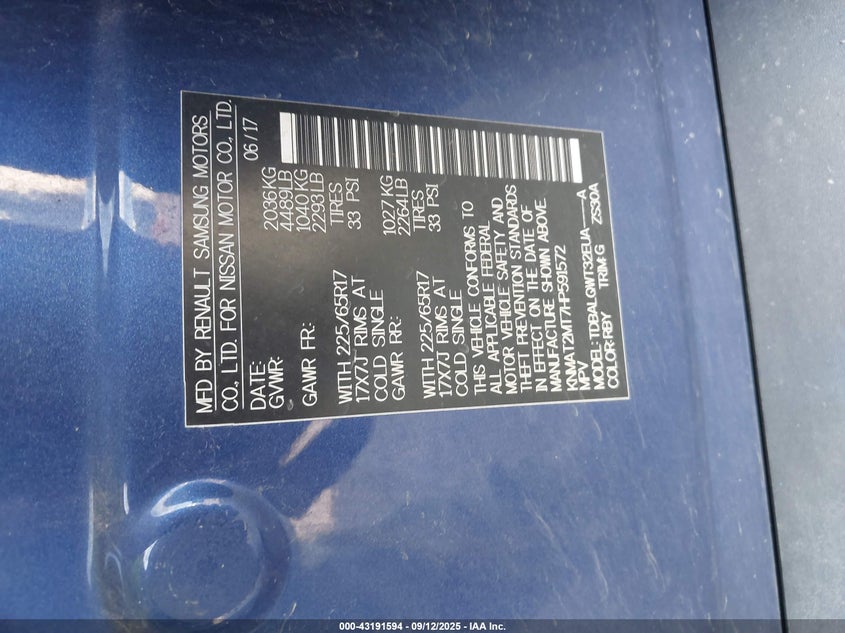 MFD BY RENAULT SAMSUNG MOTORS
CO., LTD. FOR NISSAN MOTOR CO., LTD.
DATE: 06/17
GVWR: 2036KG
4489LB
GAWR FR: 1040KG
2293LB
WITH 225/65R17 TIRES
17X7J RIMS AT 33 PSI
COLD SINGLE
GAWR RR: 1027KG
2264LB
WITH 225/65R17 TIRES
17X7J RIMS AT 33 PSI
COLD SINGLE
THIS VEHICLE CONFORMS TO
ALL APPLICABLE FEDERAL
MOTOR VEHICLE SAFETY AND
THEFT PREVENTION STANDARDS
IN EFFECT ON THE DATE OF
MANUFACTURE SHOWN ABOVE.
KNMAT2MT7HP591572
MPV
MODEL: TDBALQWT32EUA-----A
COLOR:RBY TRIM:G ZS30A
000-43191594 - 09/12/2025 - IAA Inc.